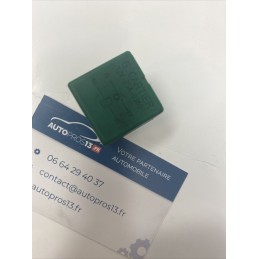 AUTOPROS13.FR
VOTRE PARTENAIRE
AUTOMOBILE
06 64 29 40 37
contact@autopros13.fr
autopros13.fr